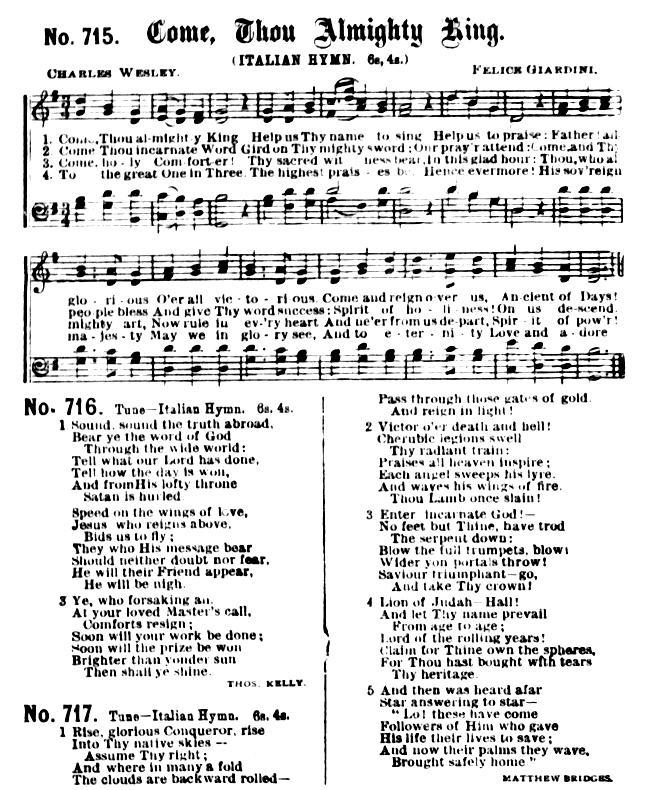 No. 715. Come, Thou Almighty King.
(ITALIAN HYMN. 6s, 4s.)
CHARLES WESLEY. FELICE GIARDINI.
1. Come, Thou al-might-y King Help us Thy name to sing Help us to praise: Father! all
2. Come Thou incarnate Word Gird on Thy mighty sword; Our pray'r attend: Come, and Thy
3. Come, ho-ly Com fort-er! Thy sacred wit ness bear, In this glad hour: Thou, who al
4. To the great One in Three. The highest prais - es be. Hence evermore! His sov'reign
glo - ri - ous O'er all vic - to - ri ous. Come and reign o-ver us, An-cient of Days!
peo-ple bless And give Thy word success: Spirit of ho - li - ness! On us de-scend.
mighty art, Now rule in ev-'ry heart And ne'er from us de-part, Spir - it of pow'r!
ma - jes - ty May we in glo-ry see, And to e - ter - ni - ty Love and a - dore
No. 716. Tune—Italian Hymn. 6s. 4s.
1 Sound, sound the truth abroad,
Bear ye the word of God
Through the wide world:
Tell what our Lord has done,
Tell how the day is won,
And from His lofty throne
Satan is hurled.
Speed on the wings of love,
Jesus who reigns above,
Bids us to fly;
They who His message bear
Should neither doubt nor fear,
He will their Friend appear,
He will be nigh.
3 Ye, who forsaking all,
At your loved Master's call,
Comforts resign;
Soon will your work be done;
Soon will the prize be won
Brighter than yonder sun
Then shall ye shine.
THOS. KELLY.
No. 717. Tune—Italian Hymn. 6s. 4s.
1 Rise, glorious Conqueror, rise
Into Thy native skies —
Assume Thy right;
And where in many a fold
The clouds are backward rolled—
Pass through those gates of gold.
And reign in light!
2 Victor o'er death and hell!
Cherubic legions swell
Thy radiant train:
Praises all heaven inspire;
Each angel sweeps his lyre.
And waves his wings of fire.
Thou Lamb once slain!
3 Enter incarnate God!—
No feet but Thine, have trod
The serpent down:
Blow the full trumpets, blow!
Wider yon portals throw!
Saviour triumphant—go,
And take Thy crown!
4 Lion of Judah—Hail!
And let Thy name prevail
From age to age;
Lord of the rolling years!
Claim for Thine own the spheres,
For Thou hast bought with tears
Thy heritage.
5 And then was heard afar
Star answering to star—
"Lo! these have come
Followers of Him who gave
His life their lives to save;
And now their palms they wave,
Brought safely home"
MATTHEW BRIDGES.